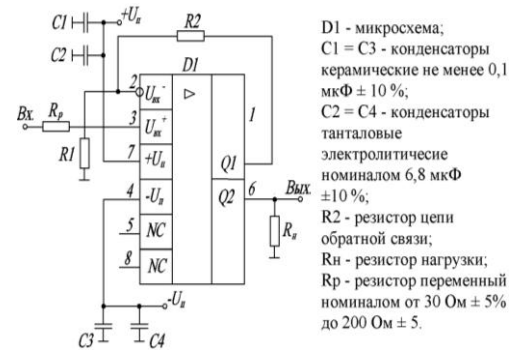 C1
+Uп
R2
C2
D1
2
Uвх-
1
Вх.
Rр
3
Uвх+
R1
7
+Uп
Q1
4
-Uп
Q2
6
Вых.
5
NC
Rн
8
NC
-Uп
C3
C4
D1 - микросхема;
C1 = C3 - конденсаторы
керамические не менее 0,1
мкФ ± 10 %;
C2 = C4 - конденсаторы
танталовые
электролитичесие
номиналом 6,8 мкФ
±10 %;
R2 - резистор цепи
обратной связи;
Rн - резистор нагрузки;
Rр - резистор переменный
номиналом от 30 Ом ± 5%
до 200 Ом ± 5.